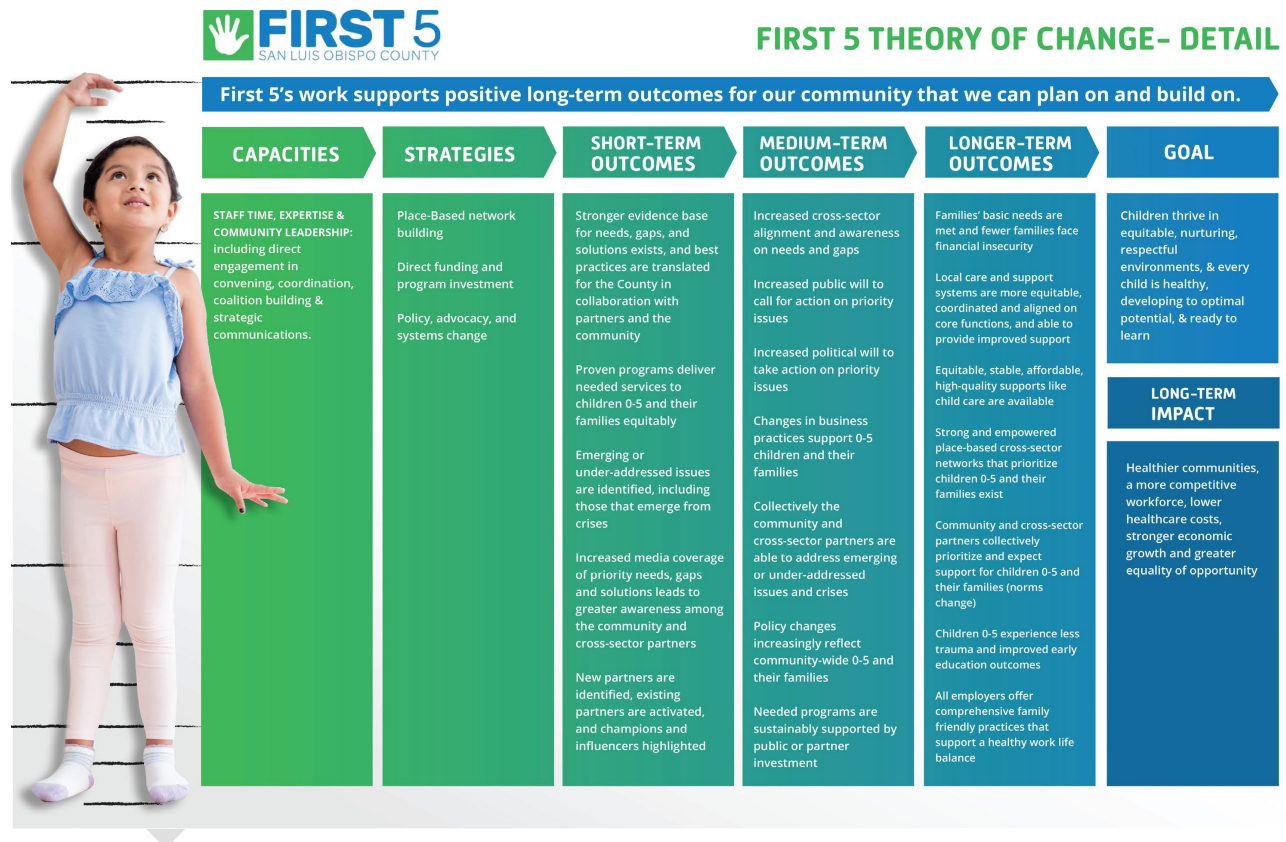 FIRST 5
SAN LUIS OBISPO COUNTY
FIRST 5 THEORY OF CHANGE– DETAIL
First 5's work supports positive long-term outcomes for our community that we can plan on and build on.
CAPACITIES
STAFF TIME, EXPERTISE &
COMMUNITY LEADERSHIP:
including direct
engagement in
convening, coordination,
coalition building &
strategic
communications.
STRATEGIES
Place-Based network
building
Direct funding and
program investment
Policy, advocacy, and
systems change
SHORT-TERM
OUTCOMES
Stronger evidence base
for needs, gaps, and
solutions exists, and best
practices are translated
for the County in
collaboration with
partners and the
community
Proven programs deliver
needed services to
children 0-5 and their
families equitably
Emerging or
under-addressed issues
are identified, including
those that emerge from
crises
Increased media coverage
of priority needs, gaps
and solutions leads to
greater awareness among
the community and
cross-sector partners
New partners are
identified, existing
partners are activated,
and champions and
influencers highlighted
MEDIUM-TERM
OUTCOMES
Increased cross-sector
alignment and awareness
on needs and gaps
Increased public will to
call for action on priority
issues
Increased political will to
take action on priority
issues
Changes in business
practices support 0-5
children and their
families
Collectively the
community and
cross-sector partners are
able to address emerging
or under-addressed
issues and crises
Policy changes
increasingly reflect
community-wide 0-5 and
their families
Needed programs are
sustainably supported by
public or partner
investment
LONGER-TERM
OUTCOMES
Families' basic needs are
met and fewer families face
financial insecurity
Local care and support
systems are more equitable,
coordinated and aligned on
core functions, and able to
provide improved support
Equitable, stable, affordable,
high-quality supports like
child care are available
Strong and empowered
place-based cross-sector
networks that prioritize
children 0-5 and their
families exist
Community and cross-sector
partners collectively
prioritize and expect
support for children 0-5 and
their families (norms
change)
Children 0-5 experience less
trauma and improved early
education outcomes
All employers offer
comprehensive family
friendly practices that
support a healthy work life
balance
GOAL
Children thrive in
equitable, nurturing,
respectful
environments, & every
child is healthy,
developing to optimal
potential, & ready to
learn
LONG-TERM
IMPACT
Healthier communities,
a more competitive
workforce, lower
healthcare costs,
stronger economic
growth and greater
equality of opportunity